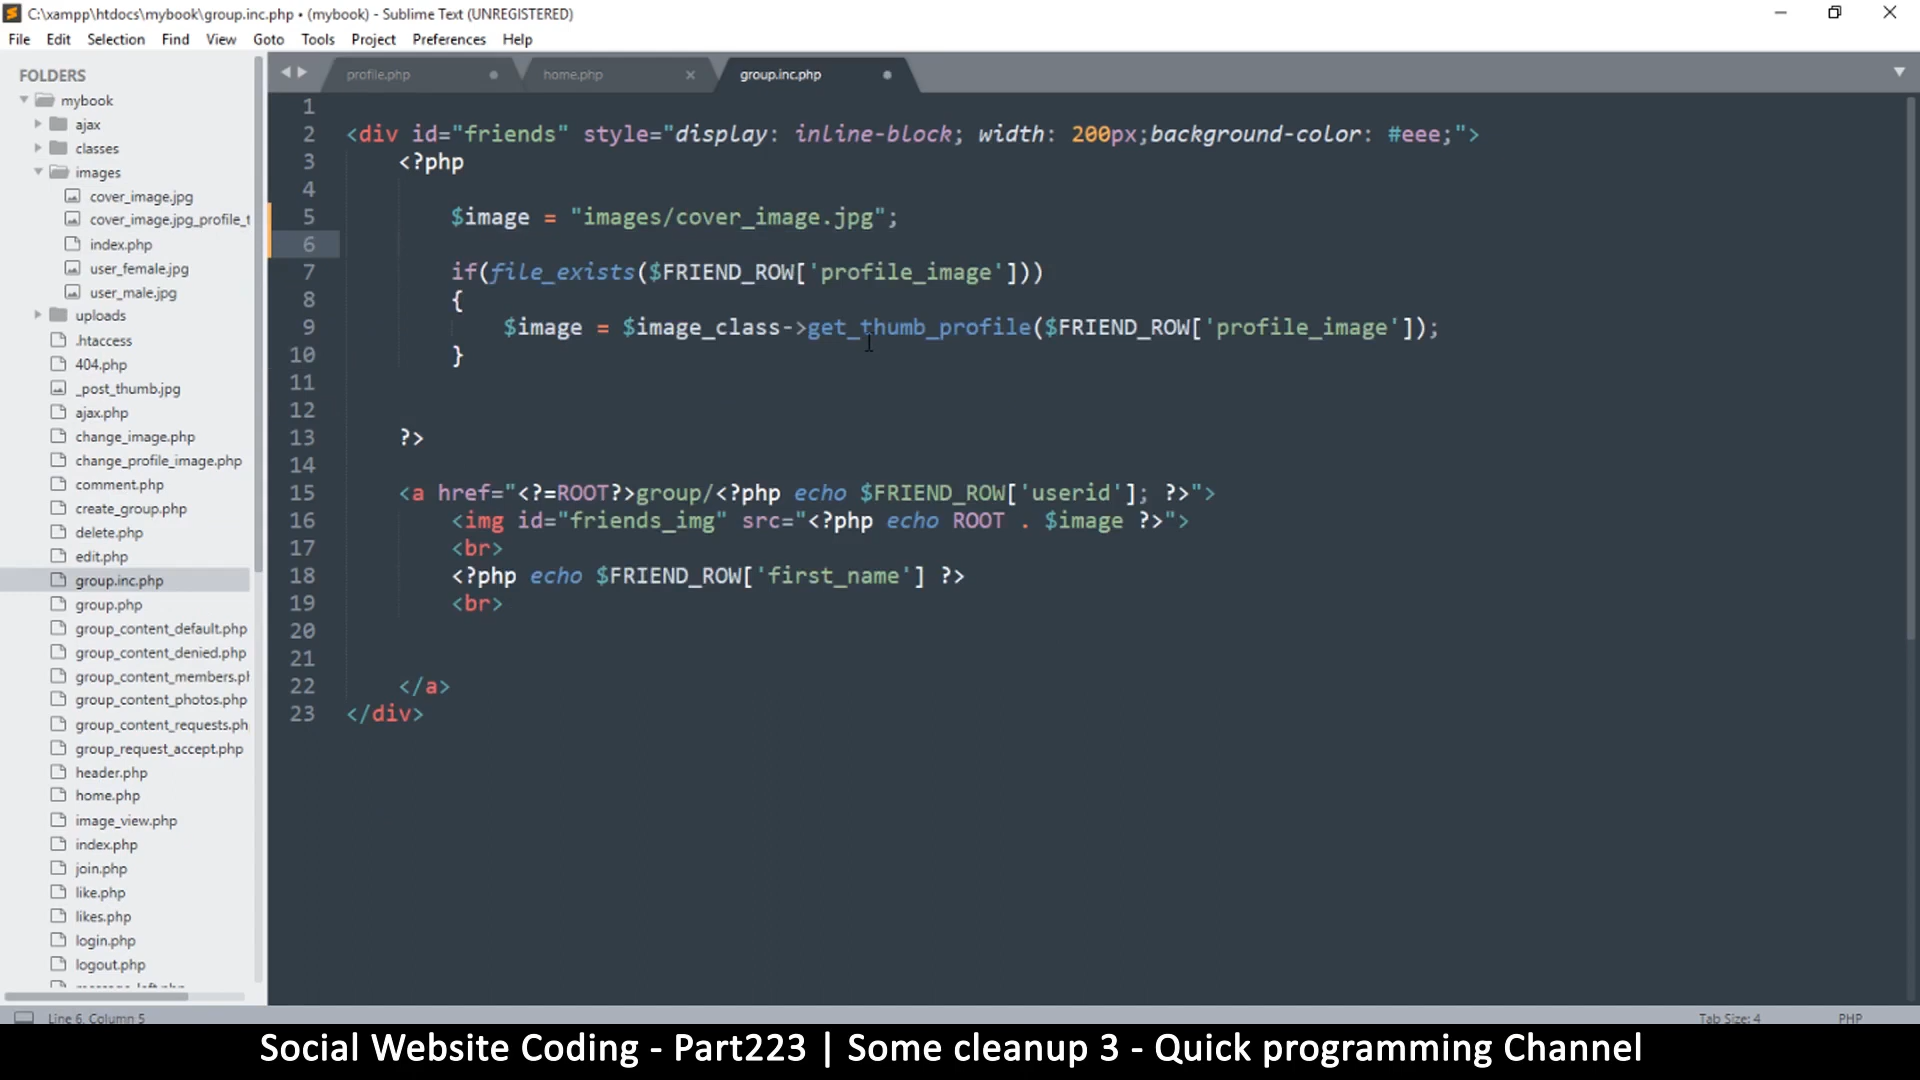 C:\xampp\htdocs\mybook\group.inc.php • (mybook) - Sublime Text (UNREGISTERED)
File Edit Selection Find View Goto Tools Project Preferences Help
FOLDERS
mybook
ajax
classes
images
cover_image.jpg
cover_image.jpg_profile_t
index.php
user_female.jpg
user_male.jpg
uploads
.htaccess
404.php
_post_thumb.jpg
ajax.php
change_image.php
change_profile_image.php
comment.php
create_group.php
delete.php
edit.php
group.inc.php
group.php
group_content_default.php
group_content_denied.php
group_content_members.ph
group_content_photos.php
group_content_requests.ph
group_request_accept.php
header.php
home.php
image_view.php
index.php
join.php
like.php
likes.php
login.php
logout.php
profile.php home.php group.inc.php
1
2 <div id="friends" style="display: inline-block; width: 200px;background-color: #eee;">
3 <?php
4
5 $image = "images/cover_image.jpg";
6
7 if(file_exists($FRIEND_ROW['profile_image']))
8 {
9 $image = $image_class->get_thumb_profile($FRIEND_ROW['profile_image']);
10 }
11
12
13 ?>
14
15 <a href="<?=ROOT?>group/<?php echo $FRIEND_ROW['userid']; ?>">
16 <img id="friends_img" src="<?php echo ROOT . $image ?>">
17 <br>
18 <?php echo $FRIEND_ROW['first_name'] ?>
19 <br>
20
21
22 </a>
23 </div>
Line 6, Column 5 Tab Size: 4 PHP
Social Website Coding - Part223 | Some cleanup 3 - Quick programming Channel